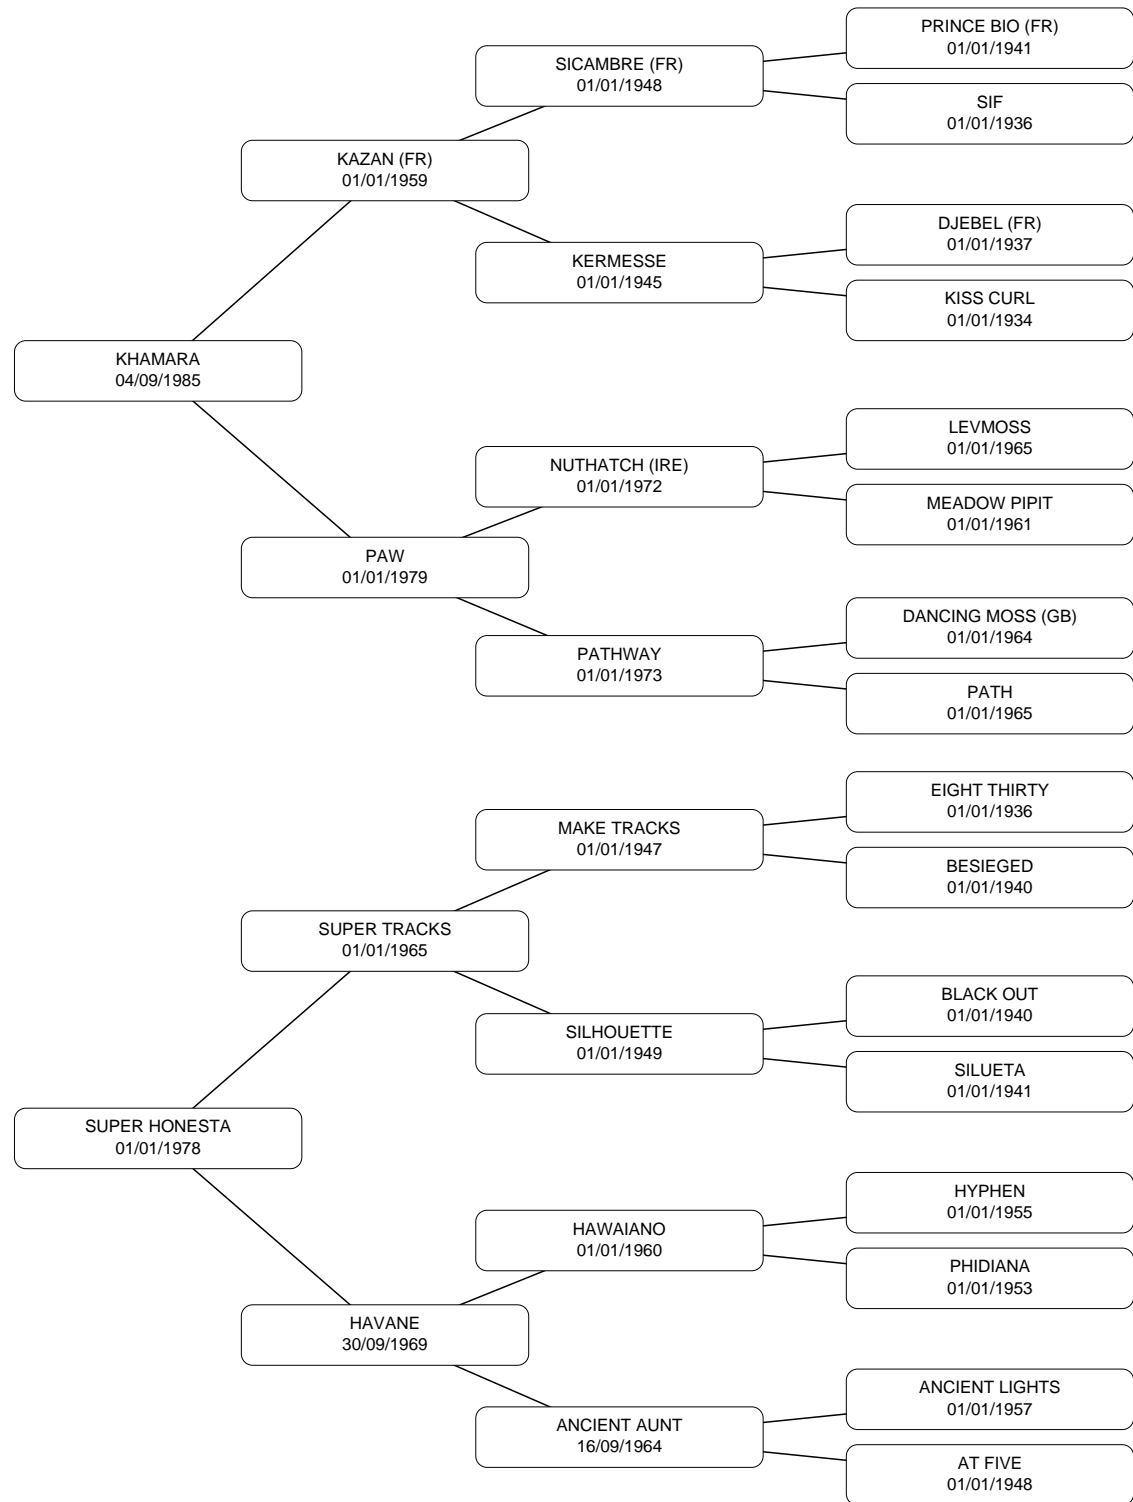 PRINCE BIO (FR)
01/01/1941
SICAMBRE (FR)
01/01/1948
SIF
01/01/1936
KAZAN (FR)
01/01/1959
DJEBEL (FR)
01/01/1937
KERMESSE
01/01/1945
KISS CURL
01/01/1934
KHAMARA
04/09/1985
LEVMOSS
01/01/1965
NUTHATCH (IRE)
01/01/1972
MEADOW PIPIT
01/01/1961
PAW
01/01/1979
DANCING MOSS (GB)
01/01/1964
PATHWAY
01/01/1973
PATH
01/01/1965
EIGHT THIRTY
01/01/1936
MAKE TRACKS
01/01/1947
BESIEGED
01/01/1940
SUPER TRACKS
01/01/1965
BLACK OUT
01/01/1940
SILHOUETTE
01/01/1949
SILUETA
01/01/1941
SUPER HONESTA
01/01/1978
HYPHEN
01/01/1955
HAWAIANO
01/01/1960
PHIDIANA
01/01/1953
HAVANE
30/09/1969
ANCIENT LIGHTS
01/01/1957
ANCIENT AUNT
16/09/1964
AT FIVE
01/01/1948